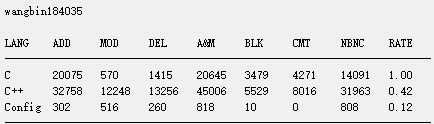 wangbin184035
LANG ADD MOD DEL A&M BLK CMT NBNC RATE
C 20075 570 1415 20645 3479 4271 14091 1.00
C++ 32758 12248 13256 45006 5529 8016 31963 0.42
Config 302 516 260 818 10 0 808 0.12